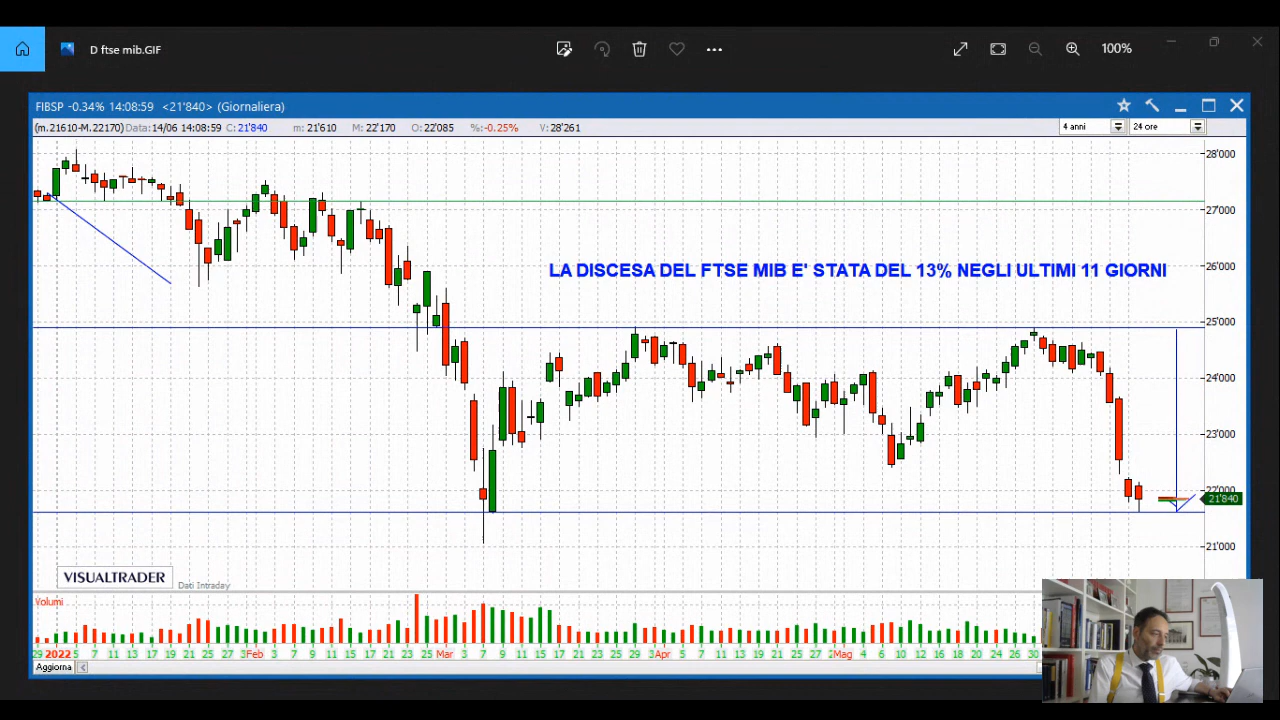 D ftse mib.GIF
100%
FIBSP -0.34% 14:08:59 <21'840> (Giornaliera)
(m.21610-M.22170) Data:14/06 14:08:59 C: 21'840 m: 21'610 M: 22'170 O: 22'085 %:-0.25% V: 28'261
4 anni 24 ore
28'000
27'000
LA DISCESA DEL FTSE MIB E' STATA DEL 13% NEGLI ULTIMI 11 GIORNI
26'000
25'000
24'000
23'000
22'000
21'840
21'000
VISUALTRADER
Dati Intraday
Volumi
29 2022 5 7 11 13 17 19 21 25 27 3 Feb 3 7 9 11 15 17 21 23 25 Mar 3 7 9 11 15 17 21 23 25 29 3 Apr 5 7 11 13 15 19 21 25 27 2 Mag 4 6 10 12 16 18 20 24 26 30
Aggiorna